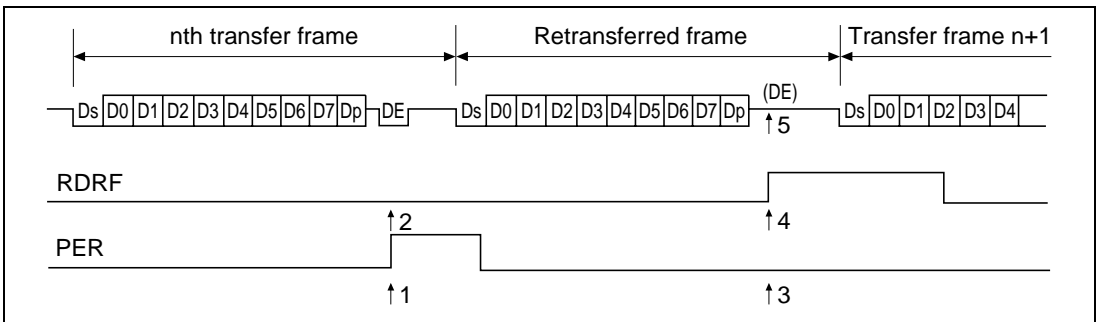 nth transfer frame Retransferred frame Transfer frame n+1
(DE)
Ds D0 D1 D2 D3 D4 D5 D6 D7 Dp DE Ds D0 D1 D2 D3 D4 D5 D6 D7 Dp Ds D0 D1 D2 D3 D4
5
RDRF
2 4
PER
1 3